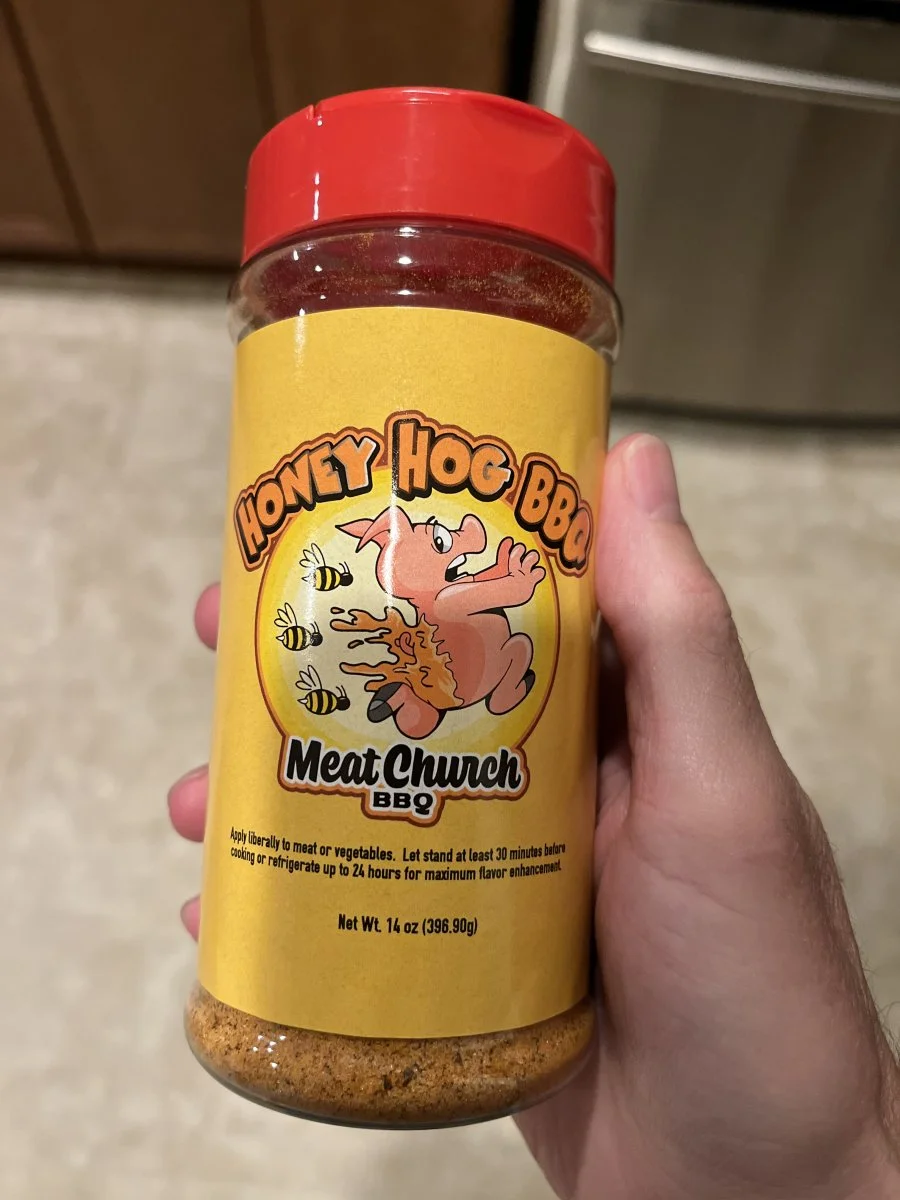 HONEY HOG BBQ
Meat Church
BBQ
Apply liberally to meat or vegetables. Let stand at least 30 minutes before
cooking or refrigerate up to 24 hours for maximum flavor enhancement.
Net Wt. 14 oz (396.90g)